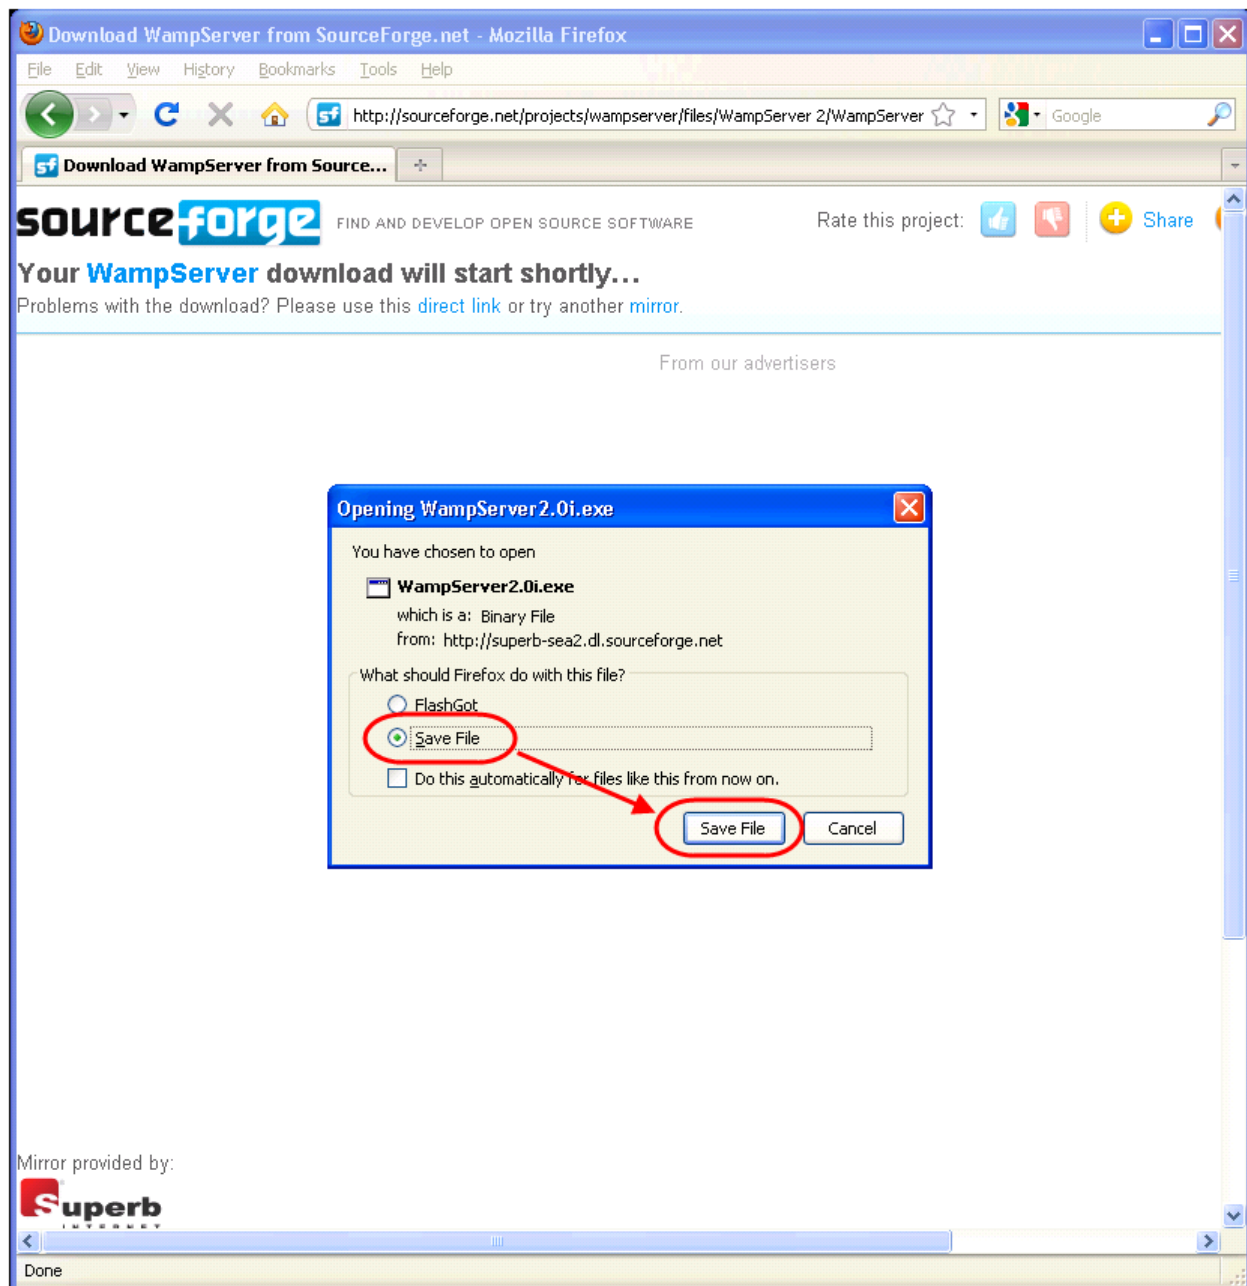 Download WampServer from SourceForge.net - Mozilla Firefox
File Edit View History Bookmarks Tools Help
sf http://sourceforge.net/projects/wampserver/files/WampServer 2/WampServer Google
sf Download WampServer from Source...
sourceforge FIND AND DEVELOP OPEN SOURCE SOFTWARE Rate this project: Share
Your WampServer download will start shortly...
Problems with the download? Please use this direct link or try another mirror.
From our advertisers
Opening WampServer2.0i.exe
You have chosen to open
WampServer2.0i.exe
which is a: Binary File
from: http://superb-sea2.dl.sourceforge.net
What should Firefox do with this file?
FlashGot
Save File
Do this automatically for files like this from now on.
Save File Cancel
Mirror provided by:
Superb
INTERNET
Done